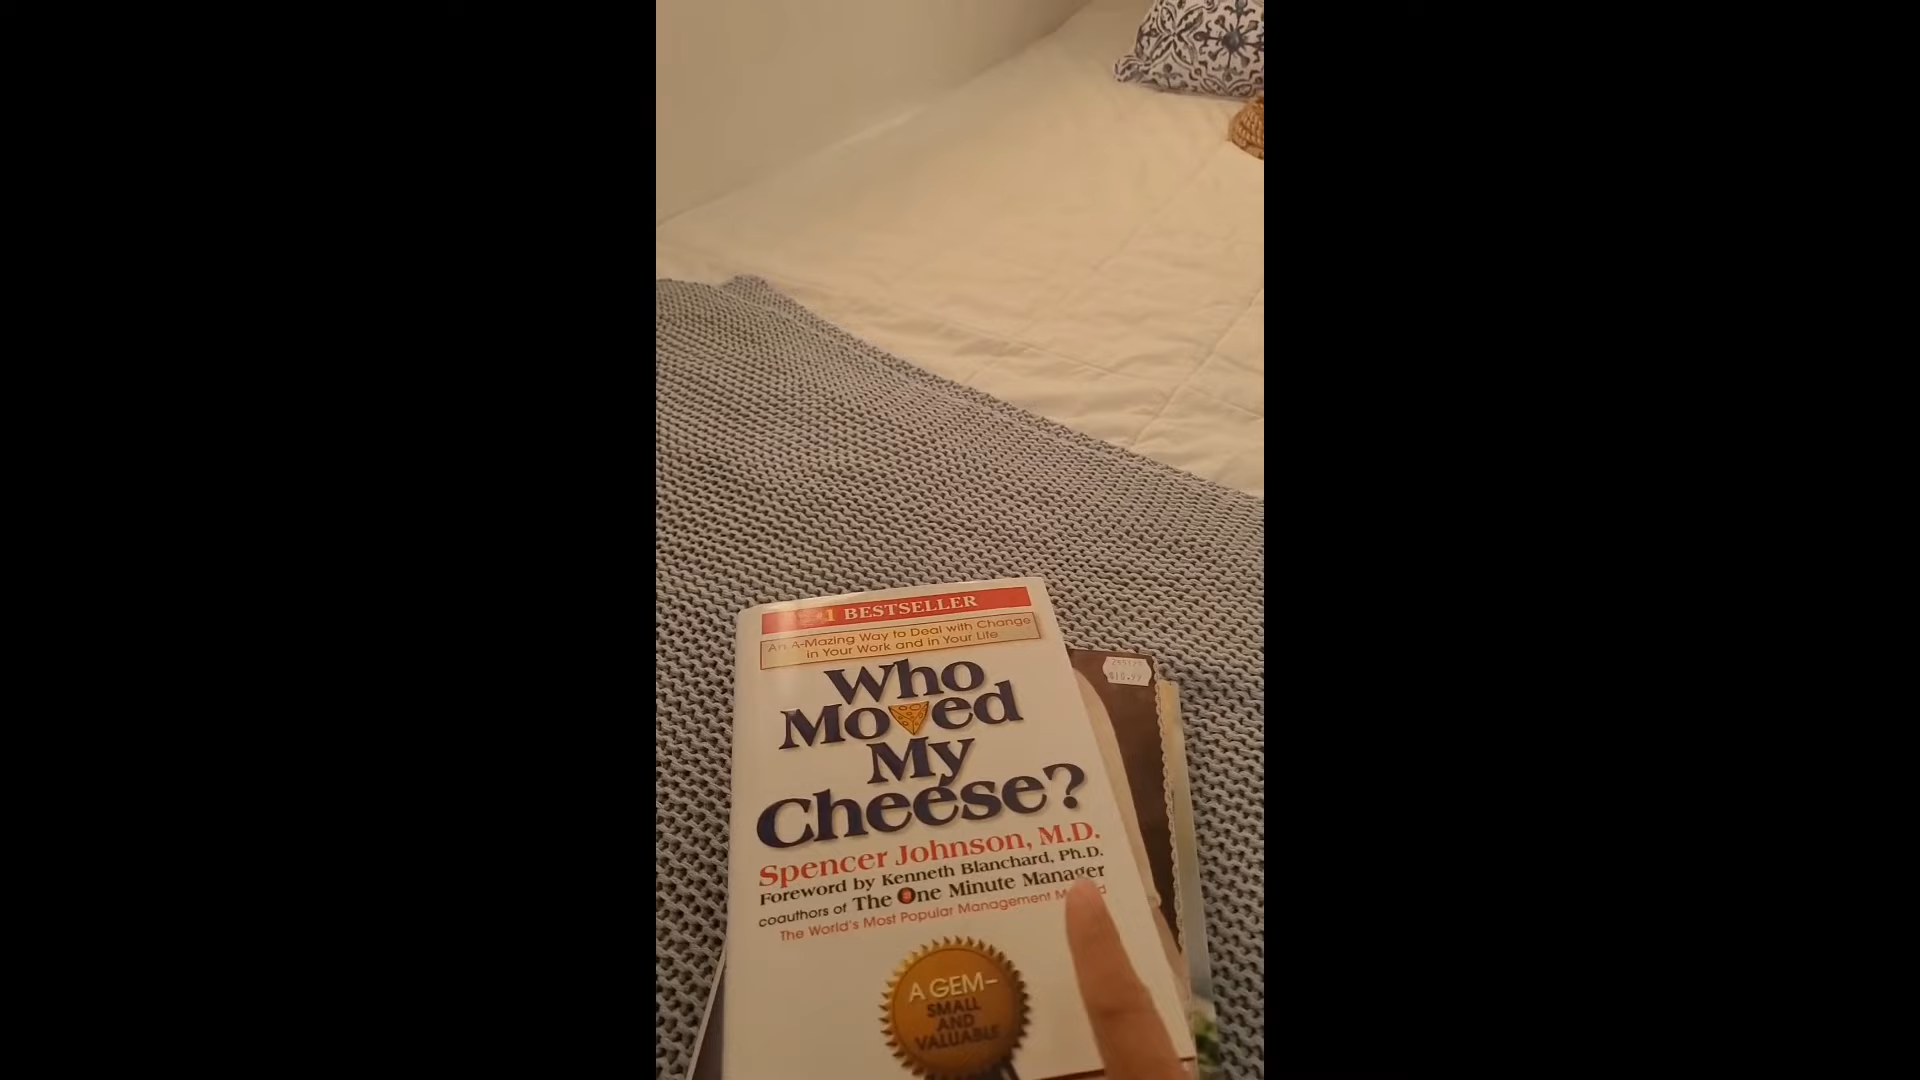 #1 BESTSELLER
An A-Mazing Way to Deal with Change
in Your Work and in Your Life
Who
Moved
My
Cheese?
Spencer Johnson, M.D.
Foreword by Kenneth Blanchard, Ph.D.
coauthors of The One Minute Manager
The World's Most Popular Management
A GEM–
SMALL
AND
VALUABLE